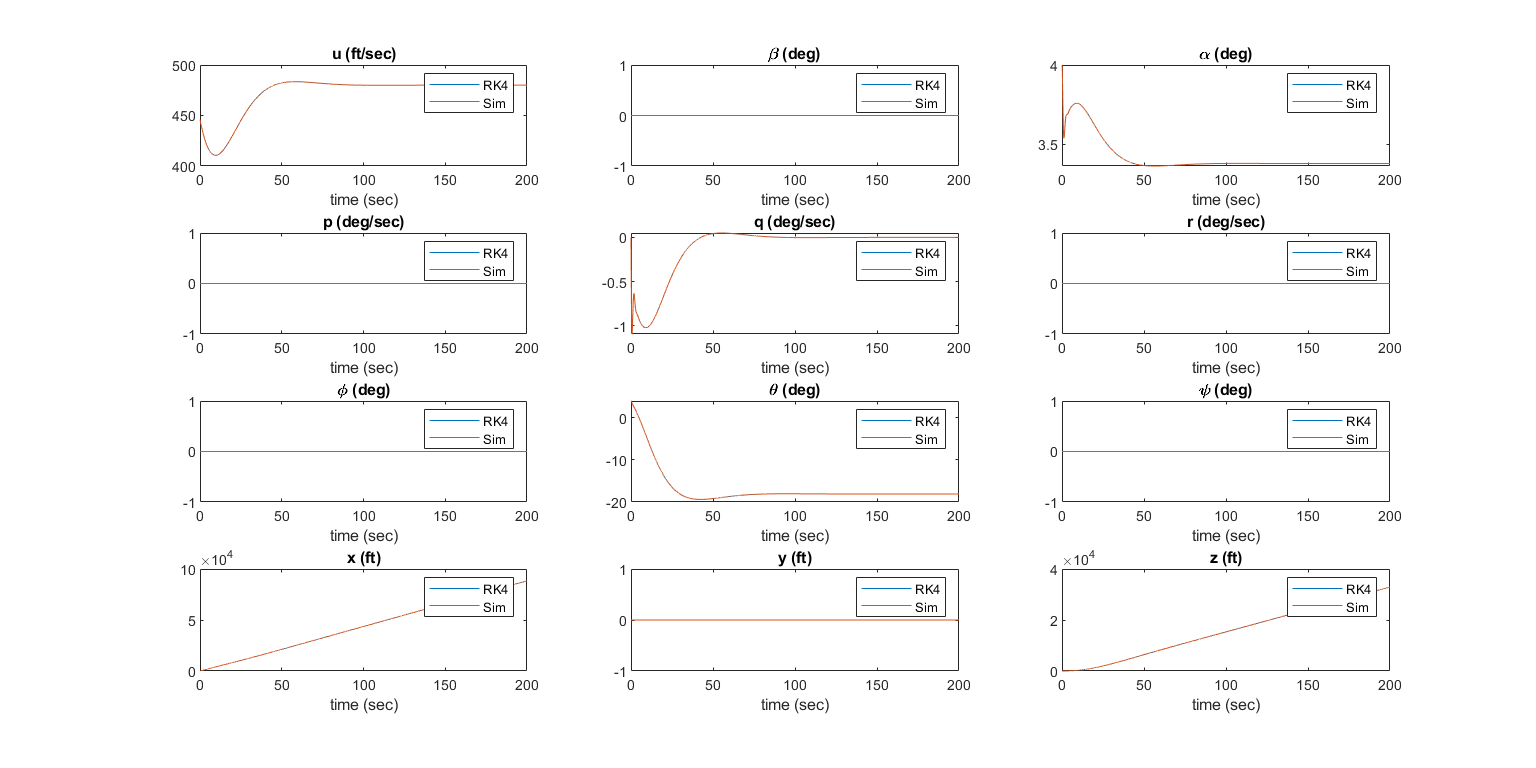 u (ft/sec)
500
450
400
RK4
Sim
0 50 100 150 200
time (sec)
β (deg)
1
0
-1
RK4
Sim
0 50 100 150 200
time (sec)
α (deg)
4
3.5
RK4
Sim
0 50 100 150 200
time (sec)
p (deg/sec)
1
0
-1
RK4
Sim
0 50 100 150 200
time (sec)
q (deg/sec)
0
-0.5
-1
RK4
Sim
0 50 100 150 200
time (sec)
r (deg/sec)
1
0
-1
RK4
Sim
0 50 100 150 200
time (sec)
ϕ (deg)
1
0
-1
RK4
Sim
0 50 100 150 200
time (sec)
θ (deg)
0
-10
-20
RK4
Sim
0 50 100 150 200
time (sec)
ψ (deg)
1
0
-1
RK4
Sim
0 50 100 150 200
time (sec)
x (ft)
×10⁴
10
5
0
RK4
Sim
0 50 100 150 200
time (sec)
y (ft)
1
0
-1
RK4
Sim
0 50 100 150 200
time (sec)
z (ft)
×10⁴
4
2
0
RK4
Sim
0 50 100 150 200
time (sec)